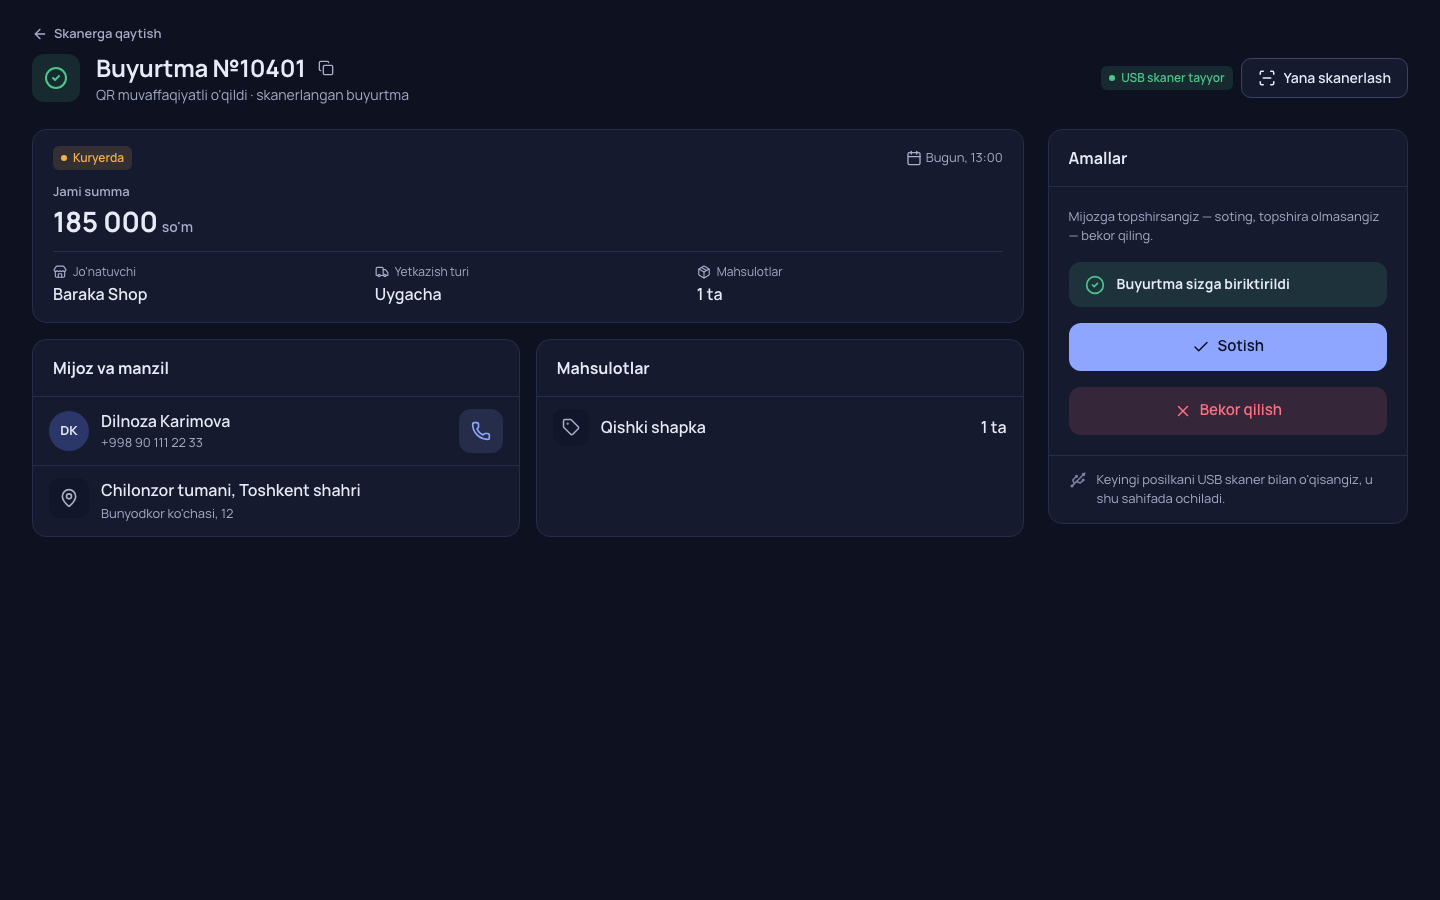 Skanerga qaytish
Buyurtma №10401
QR muvaffaqiyatli o'qildi · skanerlangan buyurtma
USB skaner tayyor
Yana skanerlash
Kuryerda
Bugun, 13:00
Jami summa
185 000 so'm
Jo'natuvchi
Baraka Shop
Yetkazish turi
Uygacha
Mahsulotlar
1 ta
Mijoz va manzil
DK
Dilnoza Karimova
+998 90 111 22 33
Chilonzor tumani, Toshkent shahri
Bunyodkor ko'chasi, 12
Mahsulotlar
Qishki shapka
1 ta
Amallar
Mijozga topshirsangiz — soting, topshira olmasangiz
— bekor qiling.
Buyurtma sizga biriktirildi
Sotish
Bekor qilish
Keyingi posilkani USB skaner bilan o'qisangiz, u
shu sahifada ochiladi.